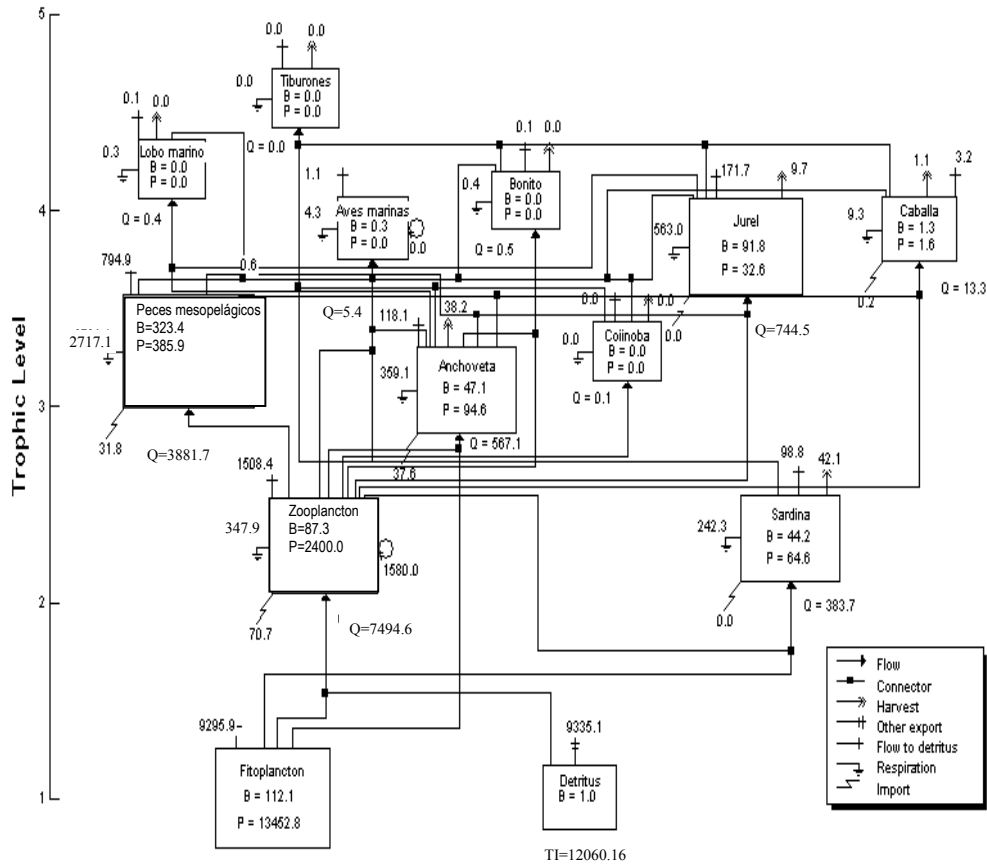 5
4
3
2
1
Trophic Level
0.0
0.0
0.0
Tiburones
B = 0.0
P = 0.0
Q = 0.0
0.1
0.0
0.3
Lobo marino
B = 0.0
P = 0.0
Q = 0.4
1.1
4.3
Aves marinas
B = 0.3
P = 0.0
0.0
Q=5.4
0.1
0.0
0.4
Bonito
B = 0.0
P = 0.0
Q = 0.5
171.7
9.7
563.0
Jurel
B = 91.8
P = 32.6
0.0
Q=744.5
1.1
3.2
9.3
Caballa
B = 1.3
P = 1.6
0.2
Q = 13.3
794.9
0.6
Peces mesopelágicos
B=323.4
P=385.9
2717.1
31.8
Q=3881.7
118.1
38.2
359.1
Anchoveta
B = 47.1
P = 94.6
37.6
Q = 567.1
0.0
0.0
0.0
Cojinoba
B = 0.0
P = 0.0
Q = 0.1
1508.4
347.9
Zooplancton
B=87.3
P=2400.0
1580.0
70.7
Q=7494.6
98.8
42.1
242.3
Sardina
B = 44.2
P = 64.6
0.0
Q = 383.7
9295.9
Fitoplancton
B = 112.1
P = 13452.8
9335.1
Detritus
B = 1.0
TI=12060.16
Flow
Connector
Harvest
Other export
Flow to detritus
Respiration
Import